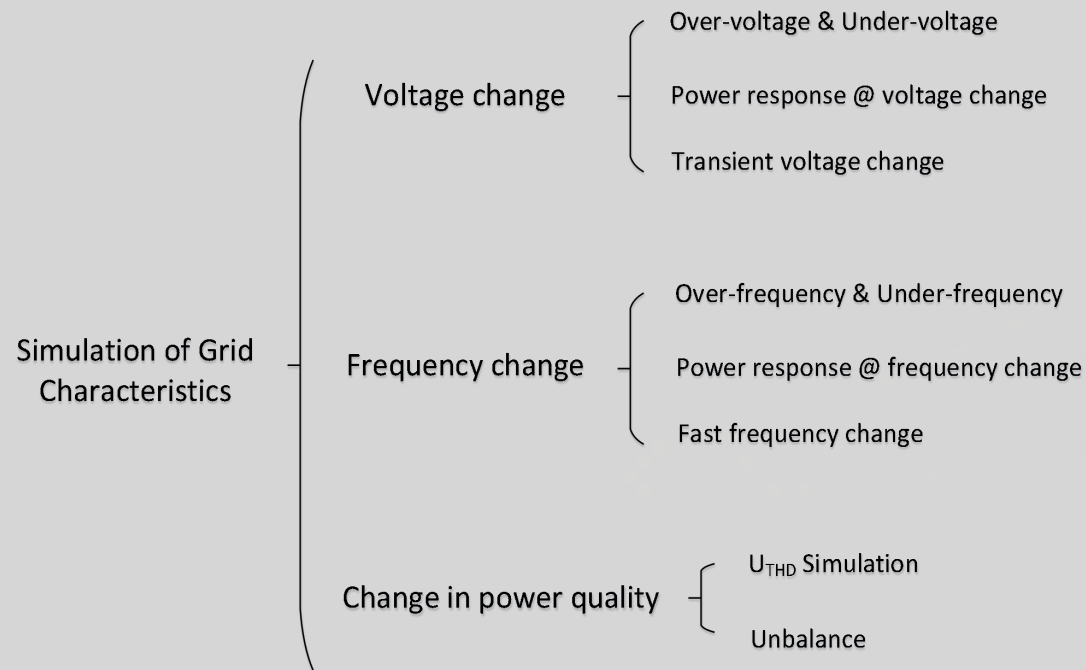 Over-voltage & Under-voltage
Voltage change
Power response @ voltage change
Transient voltage change
Simulation of Grid
Characteristics
Over-frequency & Under-frequency
Frequency change
Power response @ frequency change
Fast frequency change
Change in power quality
UTHD Simulation
Unbalance